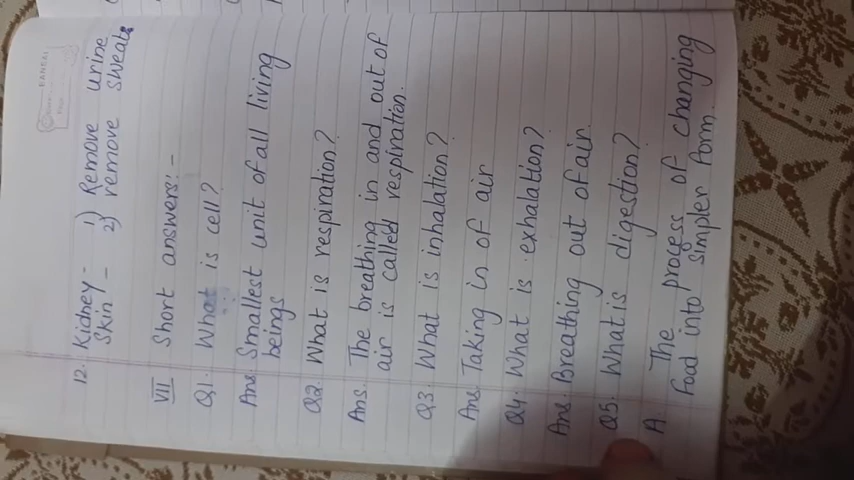 12. Kidney - 1) Remove urine
Skin - 2) remove sweat
VII Short answers:-
Q1. What is cell?
Ans. Smallest unit of all living
beings
Q2. What is respiration?
Ans. The breathing in and out of
air is called respiration.
Q3. What is inhalation?
Ans Taking in of air
Q4. What is exhalation?
Ans. Breathing out of air
Q5. What is digestion?
A The progess of changing
Food into simpler form.